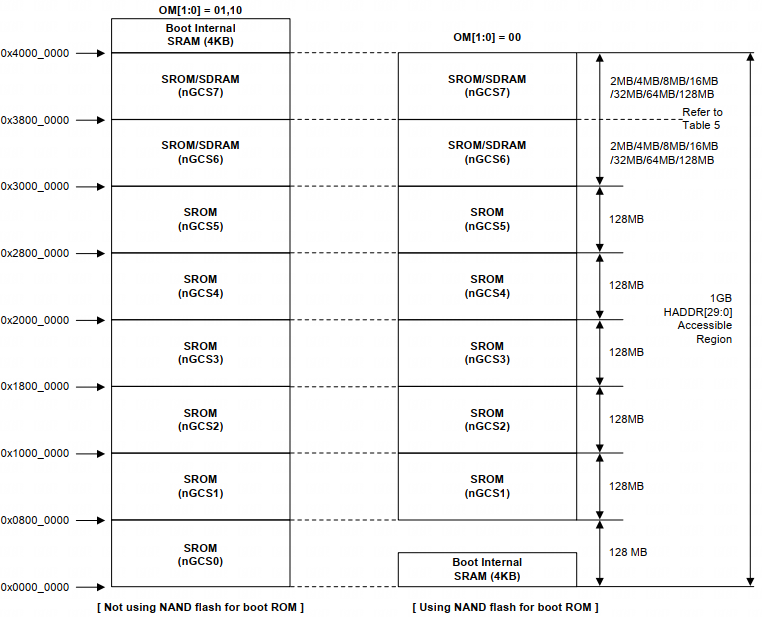 OM[1:0] = 01,10
Boot Internal
SRAM (4KB)
OM[1:0] = 00
0x4000_0000
SROM/SDRAM
(nGCS7)
SROM/SDRAM
(nGCS7)
2MB/4MB/8MB/16MB
/32MB/64MB/128MB
Refer to
Table 5
0x3800_0000
SROM/SDRAM
(nGCS6)
SROM/SDRAM
(nGCS6)
2MB/4MB/8MB/16MB
/32MB/64MB/128MB
0x3000_0000
SROM
(nGCS5)
SROM
(nGCS5)
128MB
0x2800_0000
SROM
(nGCS4)
SROM
(nGCS4)
128MB
1GB
HADDR[29:0]
Accessible
Region
0x2000_0000
SROM
(nGCS3)
SROM
(nGCS3)
128MB
0x1800_0000
SROM
(nGCS2)
SROM
(nGCS2)
128MB
0x1000_0000
SROM
(nGCS1)
SROM
(nGCS1)
128MB
0x0800_0000
SROM
(nGCS0)
Boot Internal
SRAM (4KB)
128 MB
0x0000_0000
[ Not using NAND flash for boot ROM ]
[ Using NAND flash for boot ROM ]